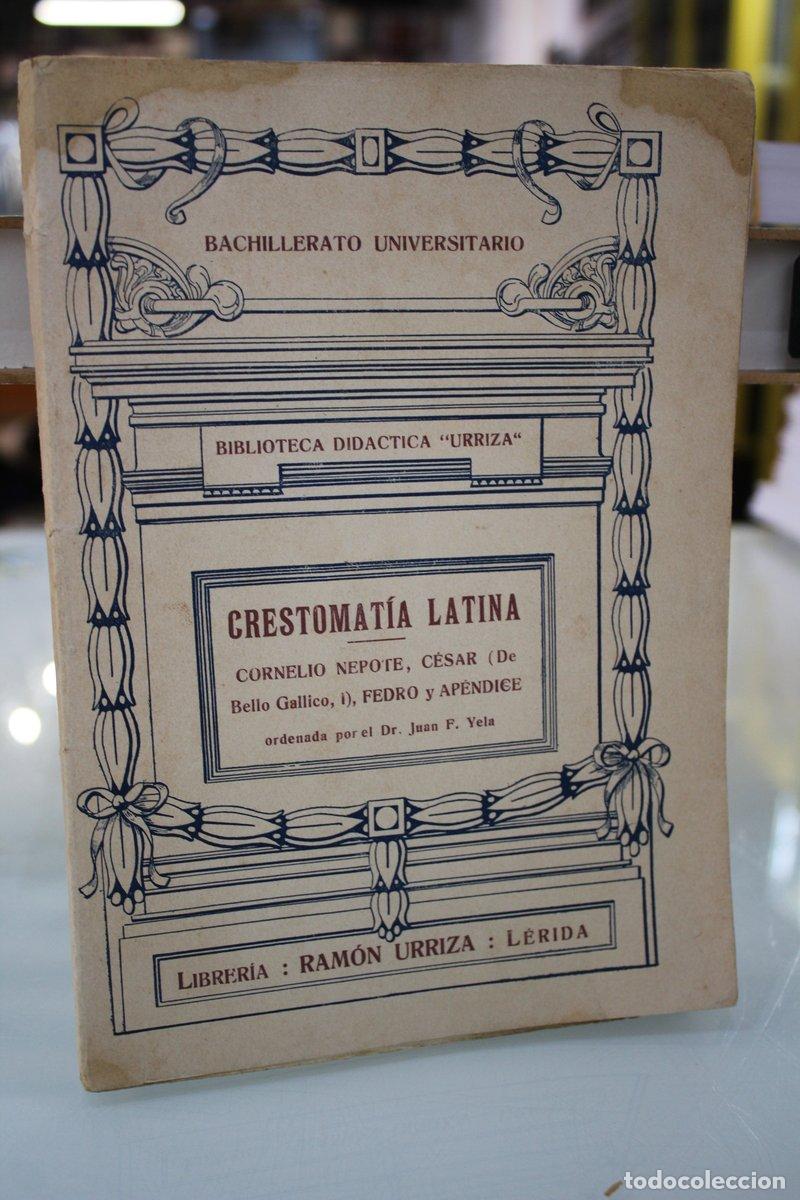 BACHILLERATO UNIVERSITARIO
BIBLIOTECA DIDACTICA "URRIZA"
CRESTOMATÍA LATINA
CORNELIO NEPOTE, CÉSAR (De
Bello Gallico, i), FEDRO y APÉNDICE
ordenada por el Dr. Juan F. Yela
LIBRERÍA : RAMÓN URRIZA : LÉRIDA
todocoleccion